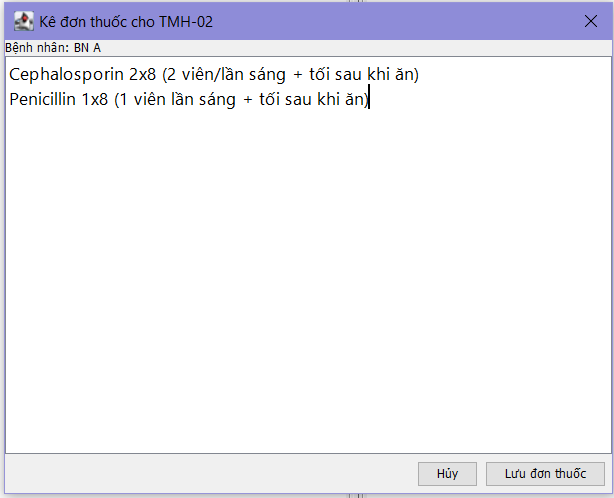 Kê đơn thuốc cho TMH-02
Bệnh nhân: BN A
Cephalosporin 2x8 (2 viên/lần sáng + tối sau khi ăn)
Penicillin 1x8 (1 viên lần sáng + tối sau khi ăn)
Hủy
Lưu đơn thuốc